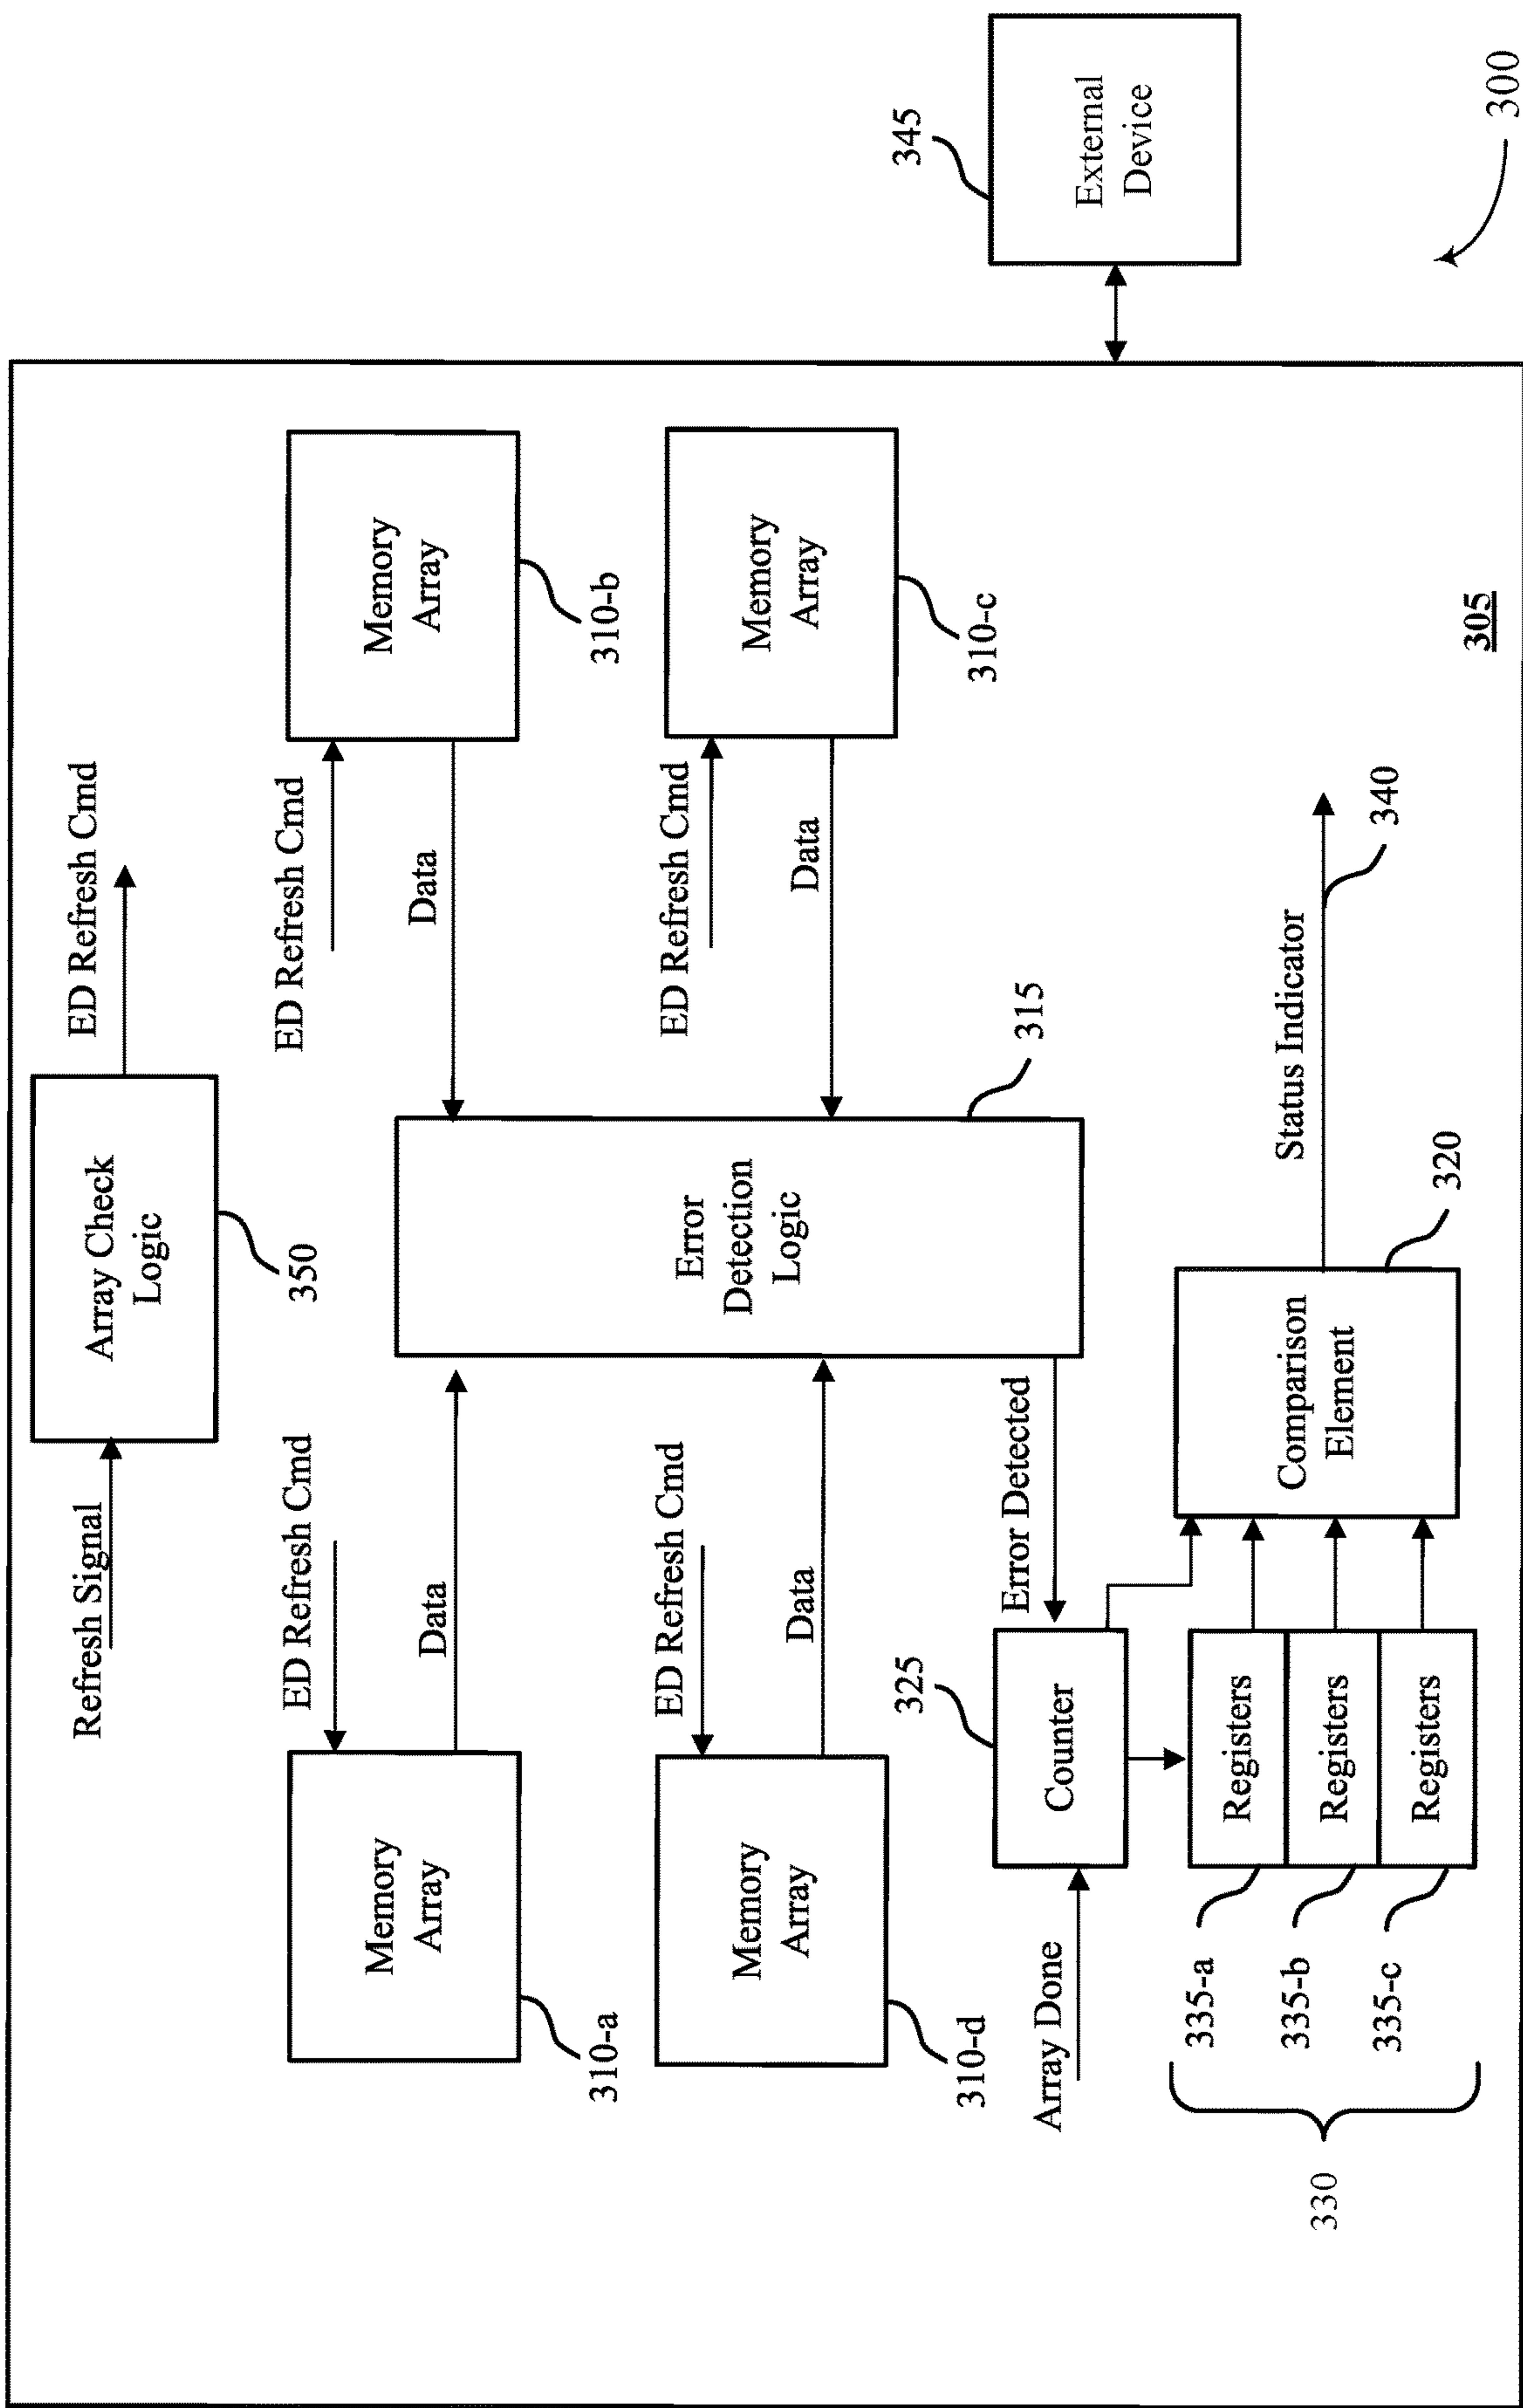 Refresh Signal
Array Check
Logic
350
ED Refresh Cmd
Memory
Array
310-a
ED Refresh Cmd
Data
ED Refresh Cmd
Data
Memory
Array
310-b
Error
Detection
Logic
315
Memory
Array
310-d
ED Refresh Cmd
Data
ED Refresh Cmd
Data
Memory
Array
310-c
Array Done
Counter
325
Error Detected
330
335-a
335-b
335-c
Registers
Registers
Registers
Comparison
Element
320
Status Indicator
340
305
External
Device
345
300